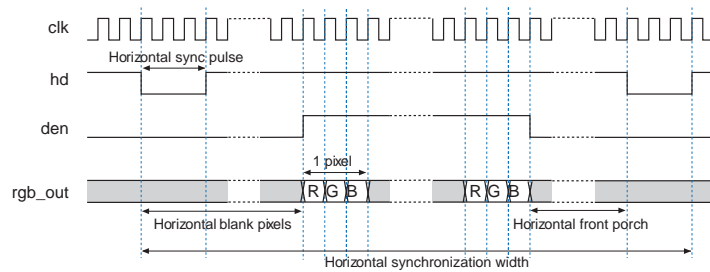 clk
Horizontal sync pulse
hd
den
1 pixel
rgb_out
R G B
R G B
Horizontal blank pixels
Horizontal front porch
Horizontal synchronization width